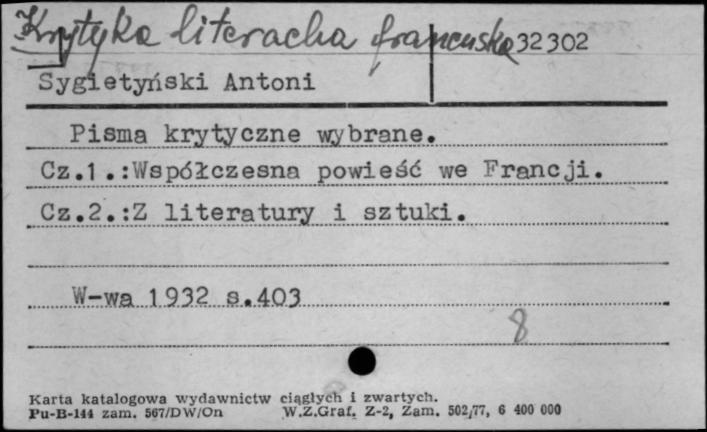 Krytyka literacka francuska 32302
Sygietyński Antoni
Pisma krytyczne wybrane.
Cz.1.:Współczesna powieść we Francji.
Cz.2.:Z literatury i sztuki.
W-wa 1932 s.403
8
Karta katalogowa wydawnictw ciągłych i zwartych.
Pu-B-144 zam. 567/DW/On W.Z.Graf. Z-2, Zam. 502/77, 6 400 000